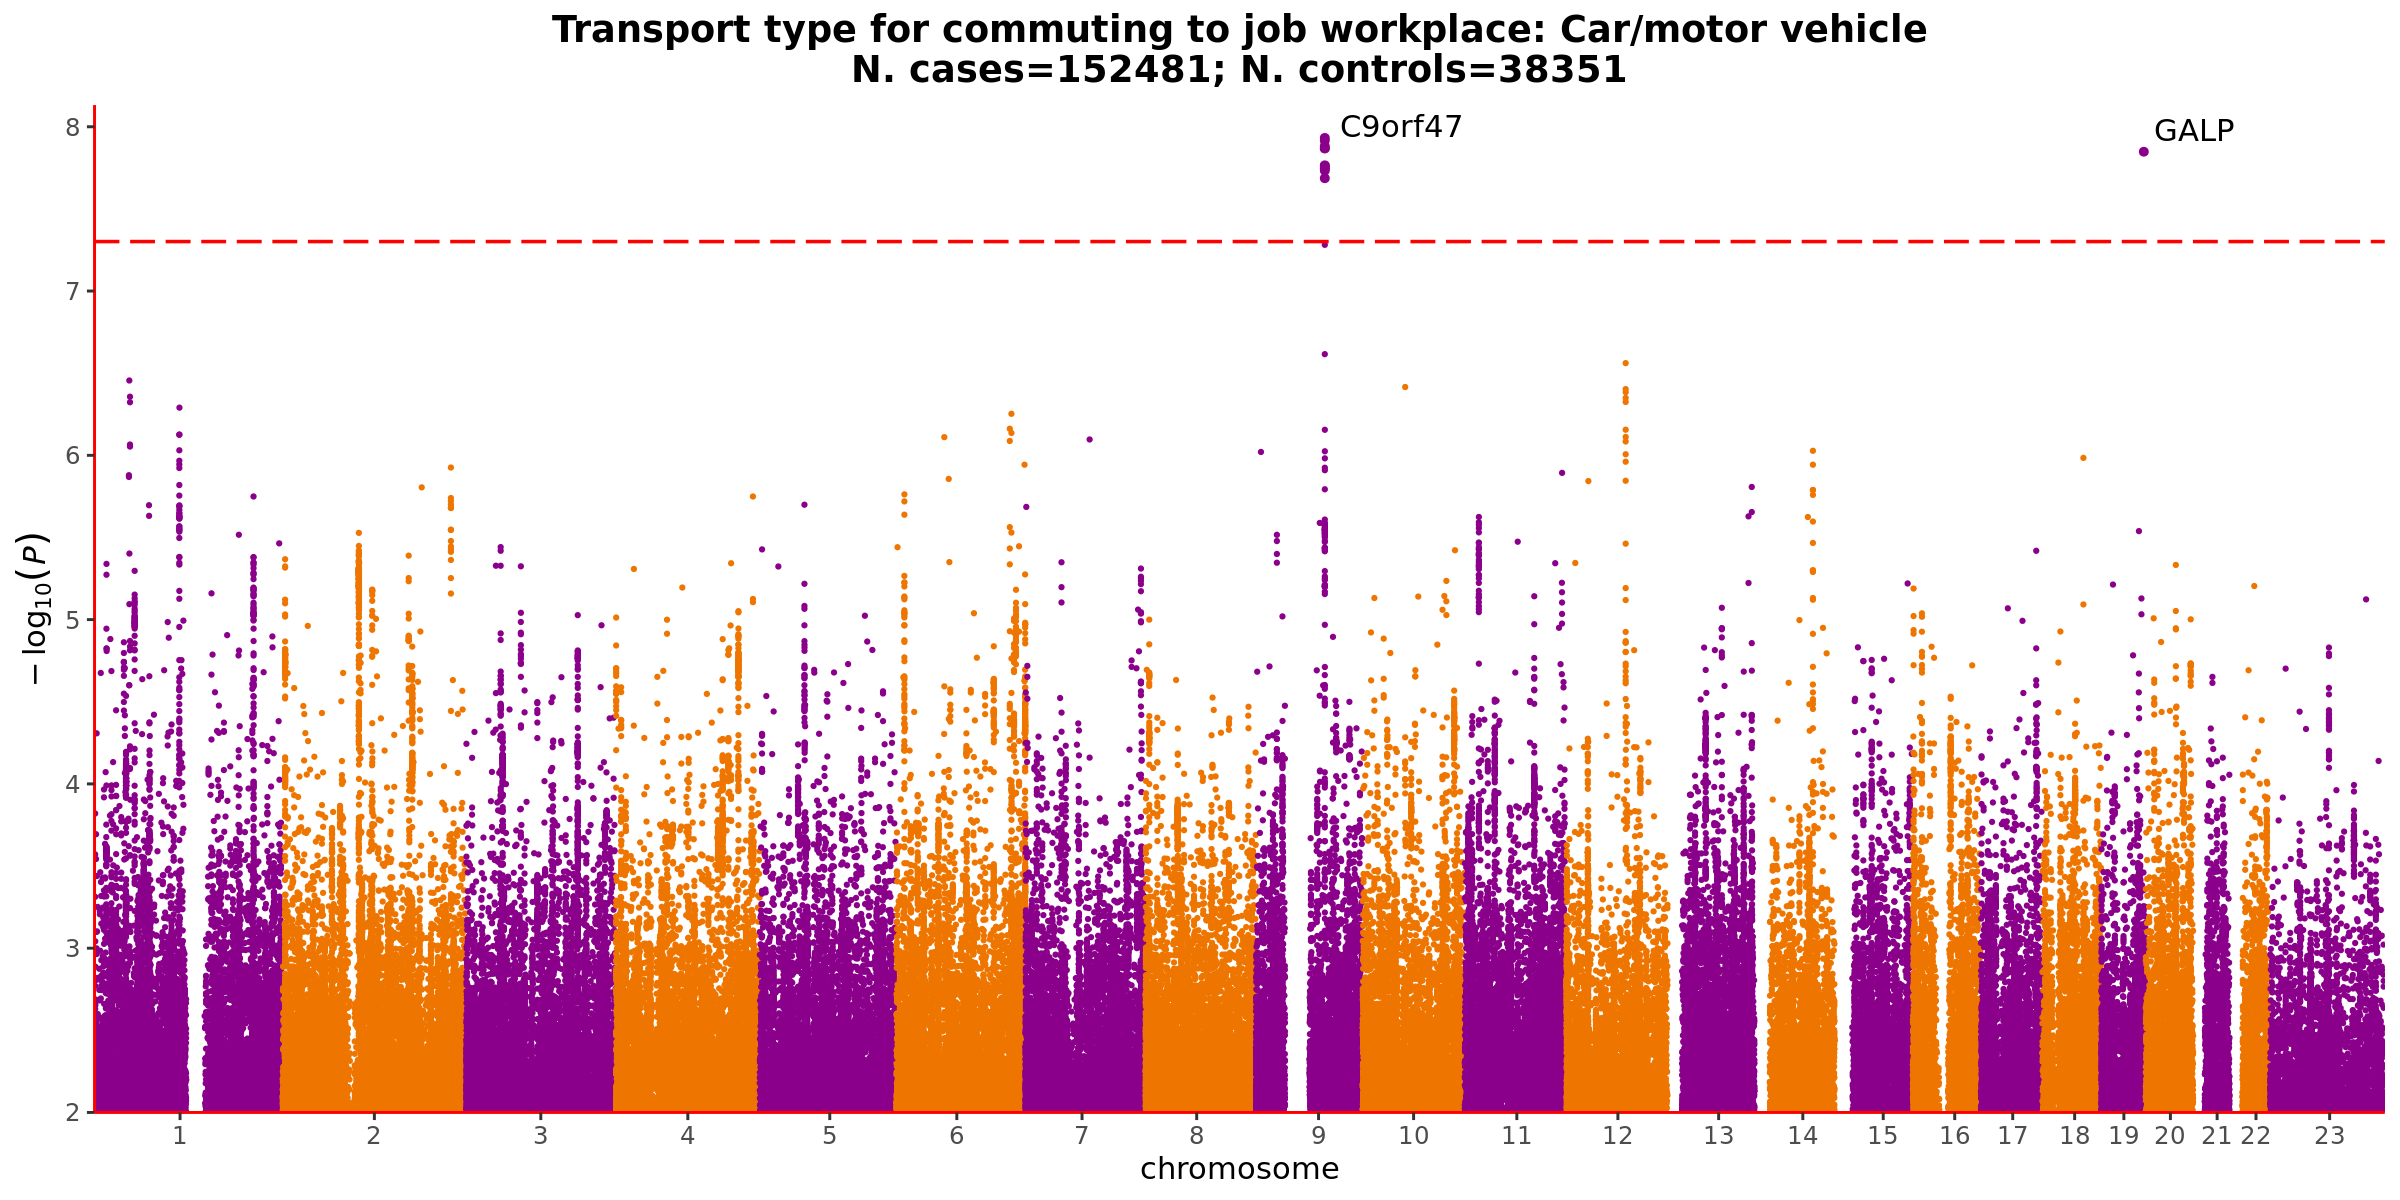 Transport type for commuting to job workplace: Car/motor vehicle
N. cases=152481; N. controls=38351
8
7
6
5
4
3
2
−log₁₀(P)
C9orf47
GALP
1 2 3 4 5 6 7 8 9 10 11 12 13 14 15 16 17 18 19 20 21 22 23
chromosome